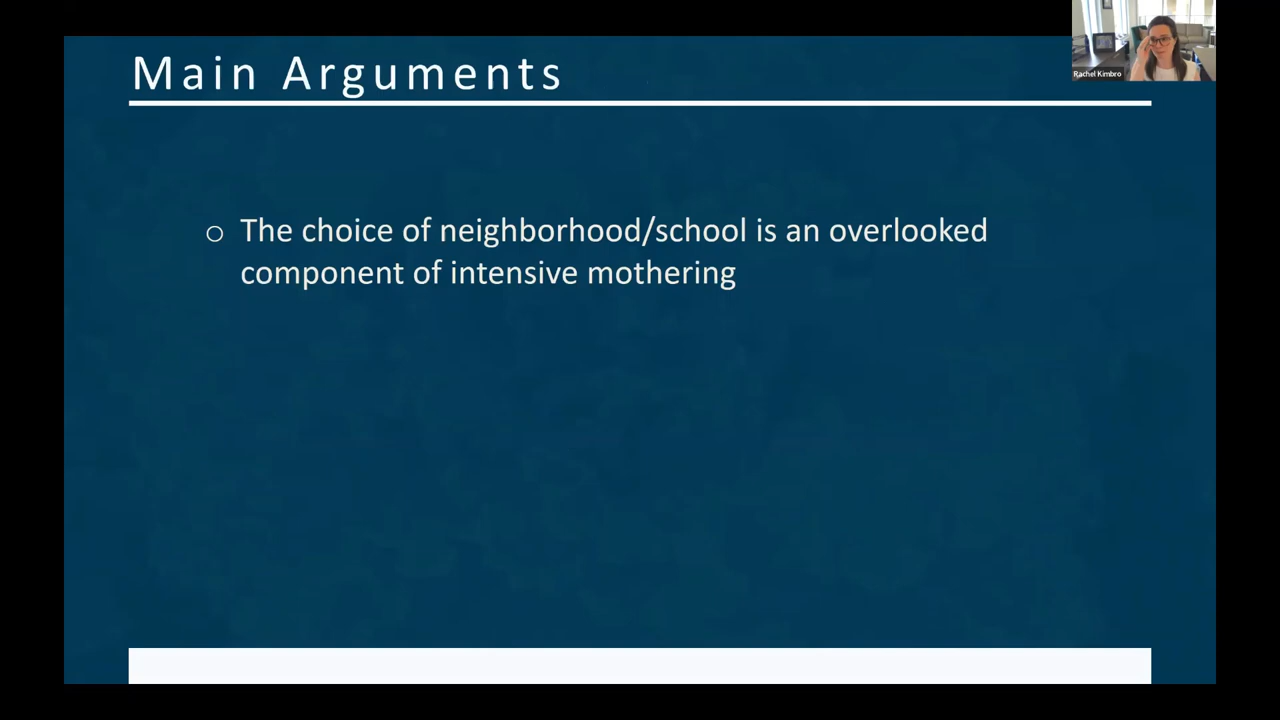 Main Arguments
Rachel Kimbro
o The choice of neighborhood/school is an overlooked
component of intensive mothering